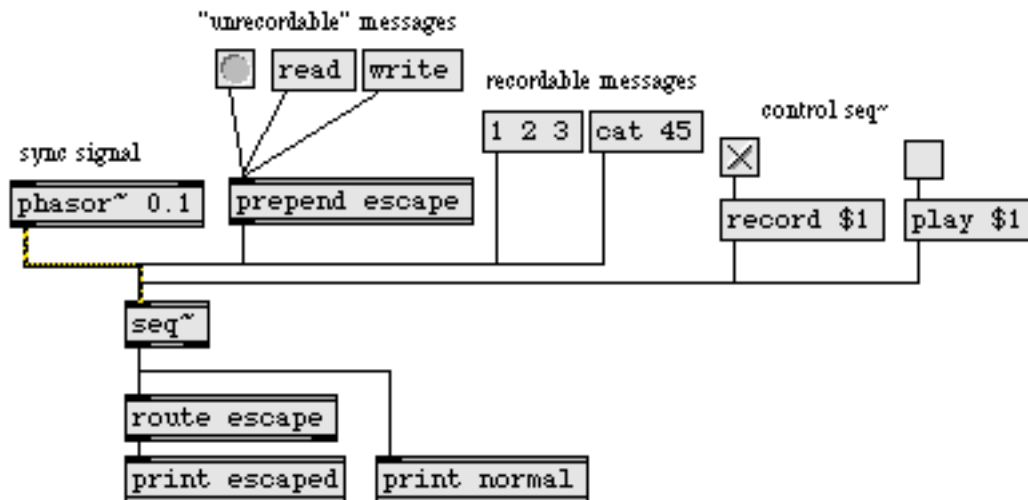 "unrecordable" messages
read
write
recordable messages
1 2 3
cat 45
control seq~
sync signal
phasor~ 0.1
prepend escape
record $1
play $1
seq~
route escape
print escaped
print normal